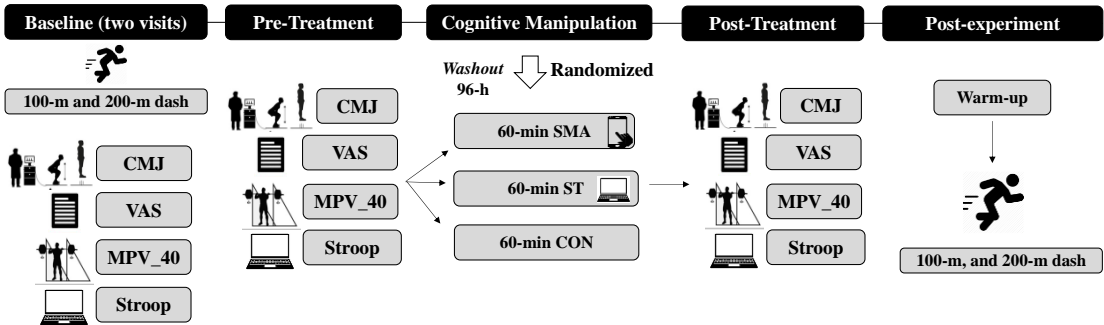 Baseline (two visits)
100-m and 200-m dash
CMJ
VAS
MPV_40
Stroop
Pre-Treatment
CMJ
VAS
MPV_40
Stroop
Cognitive Manipulation
Washout
96-h
Randomized
60-min SMA
60-min ST
60-min CON
Post-Treatment
CMJ
VAS
MPV_40
Stroop
Post-experiment
Warm-up
100-m, and 200-m dash